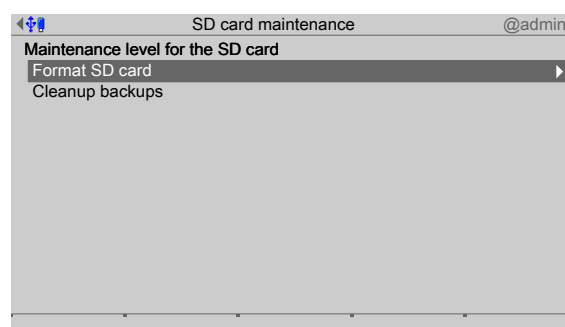 SD card maintenance @admin
Maintenance level for the SD card
Format SD card
Cleanup backups